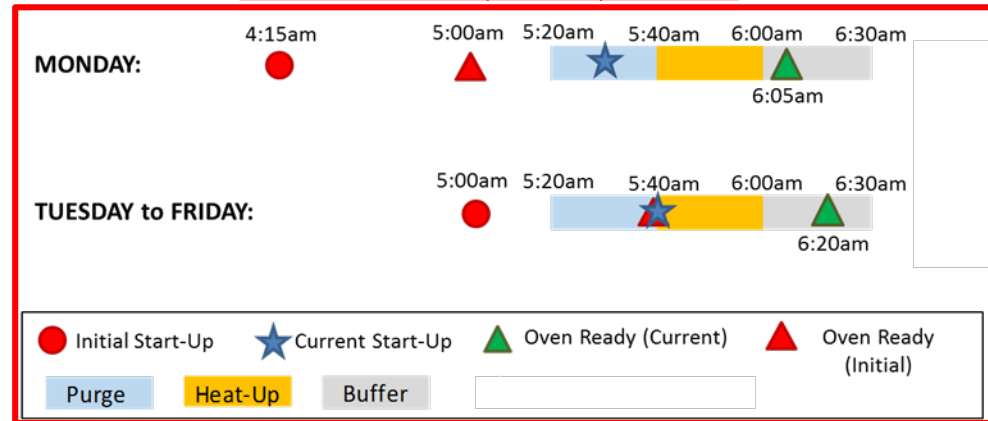 4:15am 5:00am 5:20am 5:40am 6:00am 6:30am
MONDAY:
6:05am
5:00am 5:20am 5:40am 6:00am 6:30am
TUESDAY to FRIDAY:
6:20am
Initial Start-Up Current Start-Up Oven Ready (Current) Oven Ready
(Initial)
Purge Heat-Up Buffer